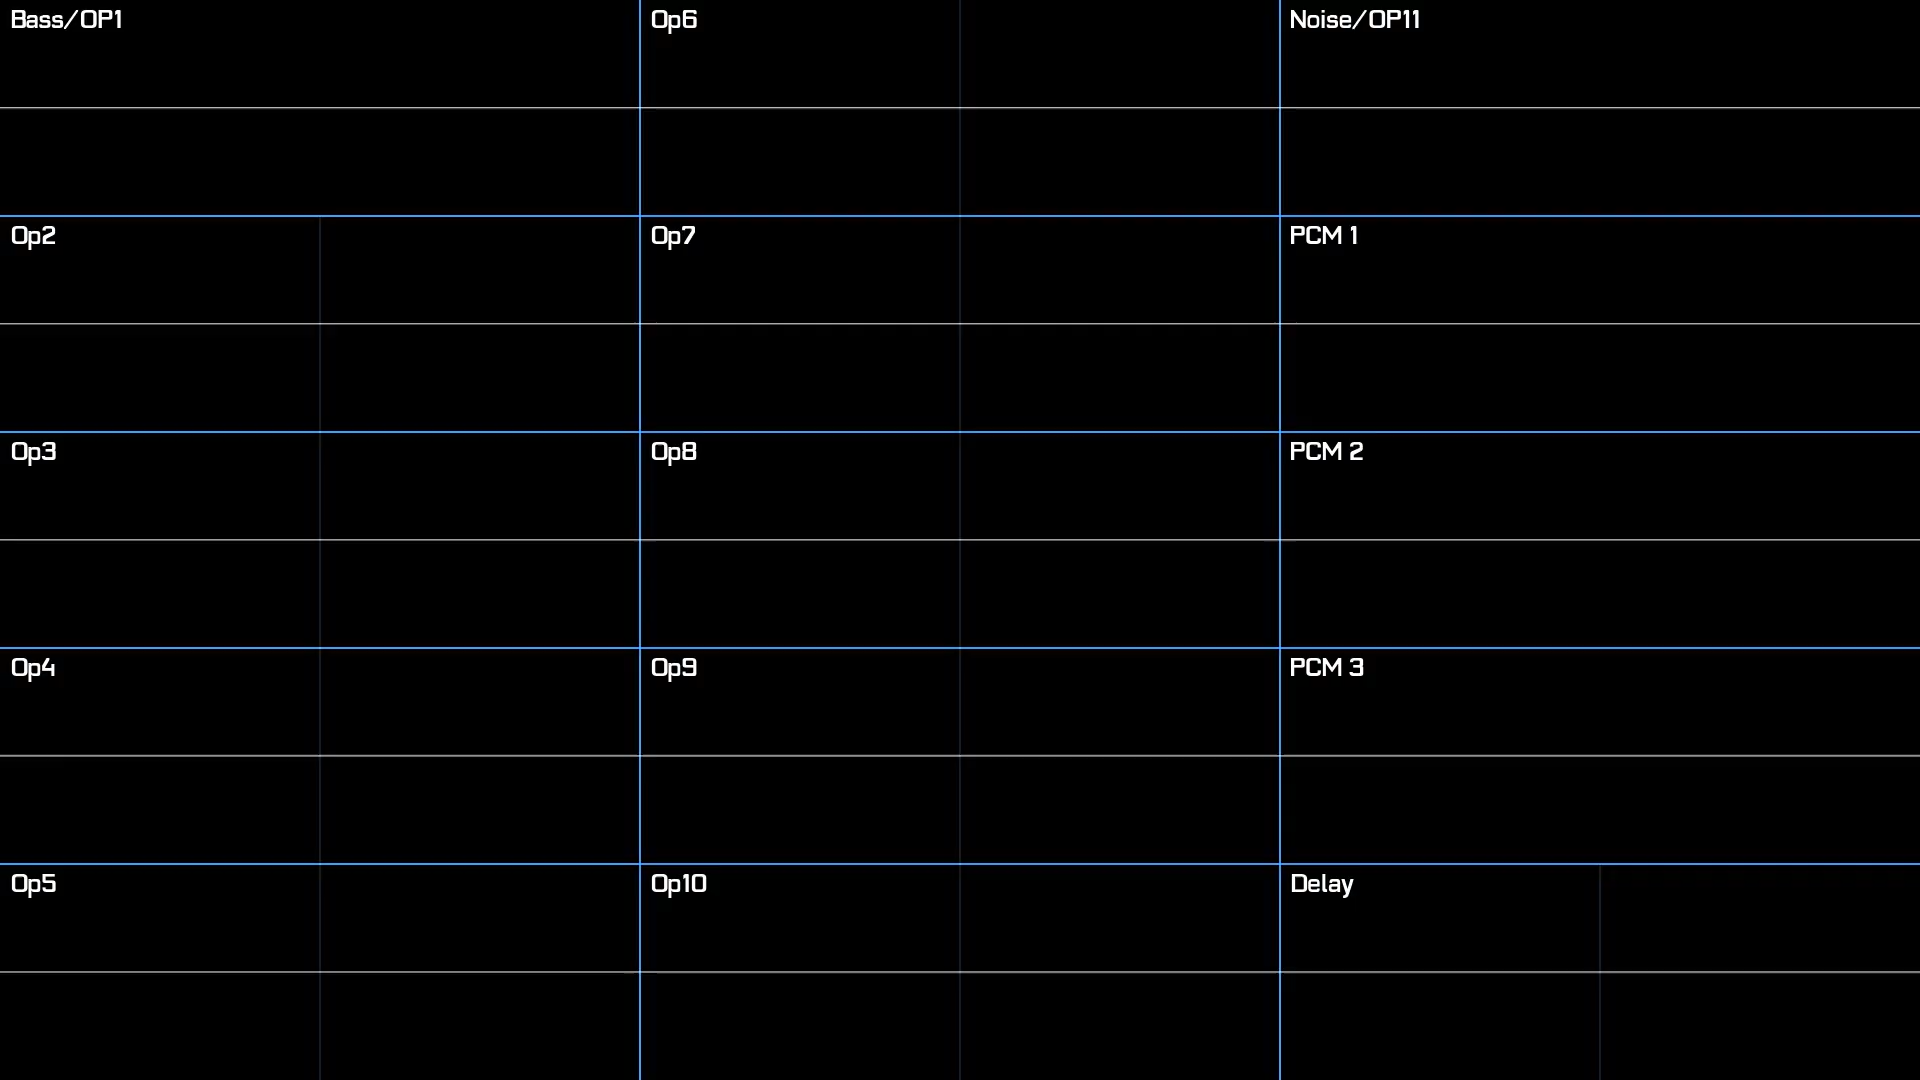 Bass/OP1
Op2
Op3
Op4
Op5
Op6
Op7
Op8
Op9
Op10
Noise/OP11
PCM 1
PCM 2
PCM 3
Delay